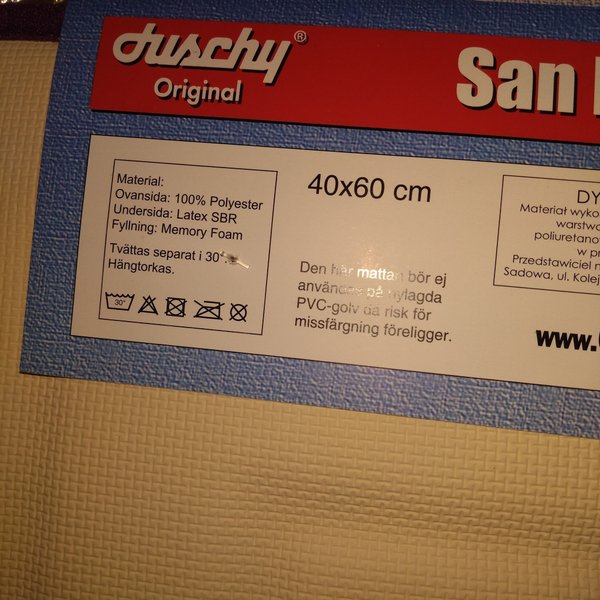 duschy®
Original
San
Material:
Ovansida: 100% Polyester
Undersida: Latex SBR
Fyllning: Memory Foam
Tvättas separat i 30°
Hängtorkas.
30°
40x60 cm
Den här mattan bör ej
användas på nylagda
PVC-golv då risk för
missfärgning föreligger.
DY
Materiał wyko
warstwo
poliuretano
w pr
Przedstawiciel n
Sadowa, ul. Kolej
www.